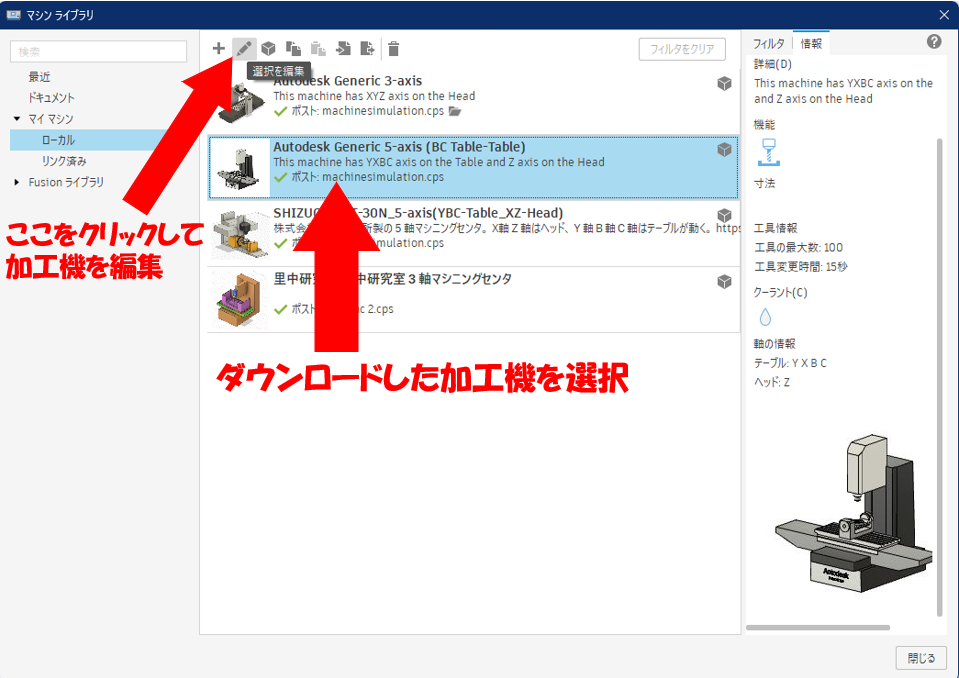 マシン ライブラリ
検索
最近
ドキュメント
マイ マシン
ローカル
リンク済み
Fusion ライブラリ
フィルタをクリア
選択を編集
Autodesk Generic 3-axis
This machine has XYZ axis on the Head
ポスト: machinesimulation.cps
Autodesk Generic 5-axis (BC Table-Table)
This machine has YXBC axis on the Table and Z axis on the Head
ポスト: machinesimulation.cps
-30N_5-axis(YBC-Table_XZ-Head)
株式会社 所製の５軸マシニングセンタ。X軸Ｚ軸はヘッド、Ｙ軸Ｂ軸Ｃ軸はテーブルが動く。https
mulation.cps
里中研 中研究室３軸マシニングセンタ
ポスト c 2.cps
ここをクリックして
加工機を編集
ダウンロードした加工機を選択
フィルタ 情報
詳細(D)
This machine has YXBC axis on the
and Z axis on the Head
機能
寸法
工具情報
工具の最大数: 100
工具変更時間: 15秒
クーラント(C)
軸の情報
テーブル: Y X B C
ヘッド: Z
Autodesk
閉じる